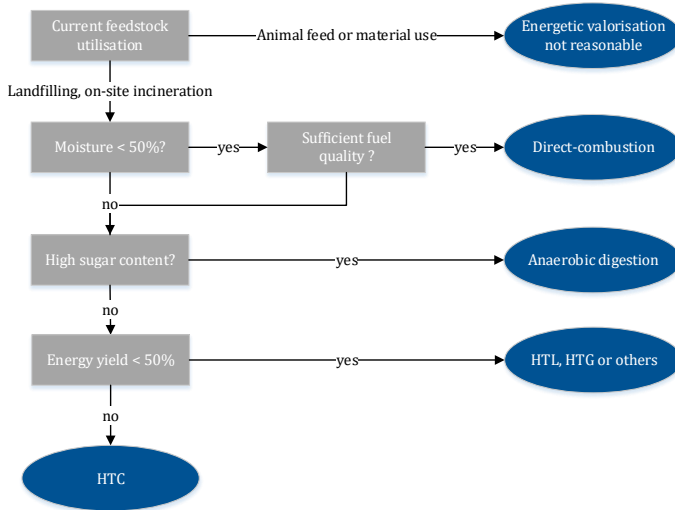 Current feedstock
utilisation
Animal feed or material use
Energetic valorisation
not reasonable
Landfilling, on-site incineration
Moisture < 50%?
yes
Sufficient fuel
quality ?
yes
Direct-combustion
no
High sugar content?
yes
Anaerobic digestion
no
Energy yield < 50%
yes
HTL, HTG or others
no
HTC